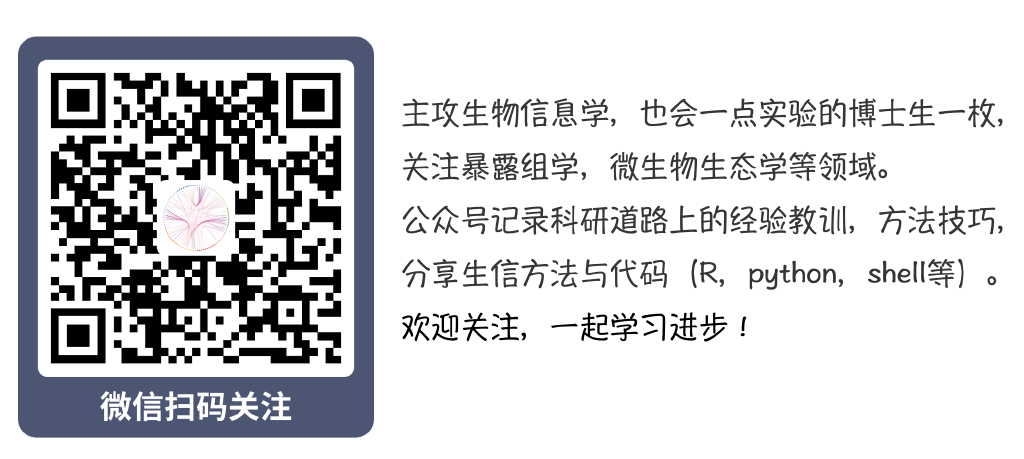 主攻生物信息学，也会一点实验的博士生一枚，
关注暴露组学，微生物生态学等领域。
公众号记录科研道路上的经验教训，方法技巧，
分享生信方法与代码（R，python，shell等）。
欢迎关注，一起学习进步！
微信扫码关注